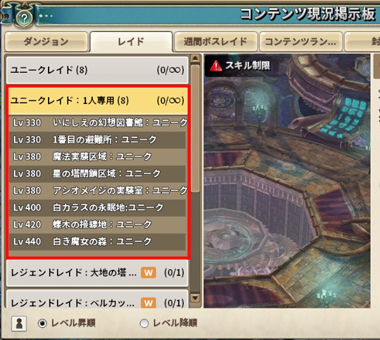 コンテンツ現況掲示板
ダンジョン レイド 週間ボスレイド コンテンツラン... 封
ユニークレイド (8) (0/∞)
スキル制限
ユニークレイド : 1人専用 (8) (0/∞)
Lv 330 いにしえの幻想図書館 : ユニーク
Lv 330 1番目の避難所 : ユニーク
Lv 380 魔法実験区域 : ユニーク
Lv 380 星の塔閉鎖区域 : ユニーク
Lv 380 アシオメイジの実験室 : ユニーク
Lv 400 白カラスの永眠地:ユニーク
Lv 420 蝶木の接縁地 : ユニーク
Lv 440 白き魔女の森 : ユニーク
レジェンドレイド : 大地の塔 ... W (0/1)
レジェンドレイド : ベルカッ... W (0/1)
レベル昇順 レベル降順